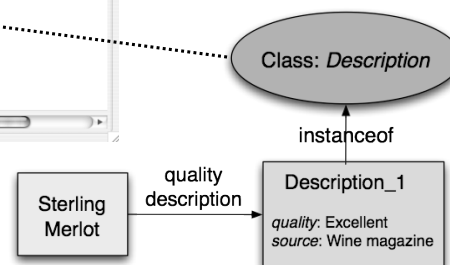 Class: Description
instanceof
quality
description
Description_1
Sterling
Merlot
quality: Excellent
source: Wine magazine